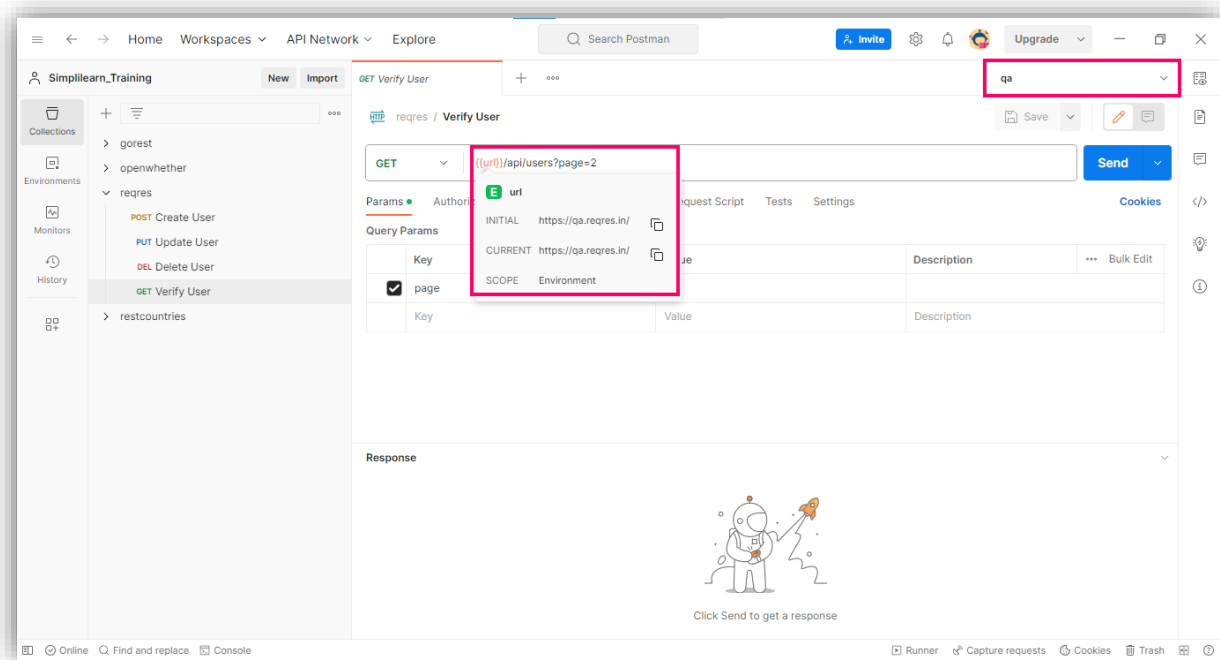 Home Workspaces API Network Explore Search Postman Invite Upgrade
Simplilearn_Training New Import GET Verify User qa
Collections
Environments
Monitors
History
gorest
openwhether
reqres
POST Create User
PUT Update User
DEL Delete User
GET Verify User
restcountries
HTTP reqres / Verify User Save
GET {{url}}/api/users?page=2 Send
E url
INITIAL https://qa.reqres.in/
CURRENT https://qa.reqres.in/
SCOPE Environment
Params Authori equest Script Tests Settings Cookies
Query Params
Key ue Description Bulk Edit
page
Key Value Description
Response
Click Send to get a response
Online Find and replace Console Runner Capture requests Cookies Trash